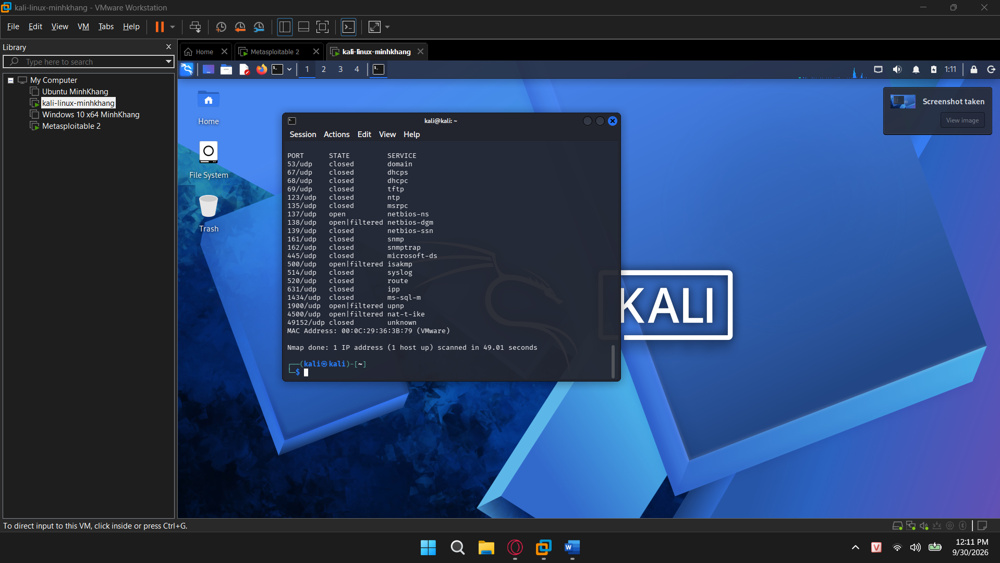 kali-linux-minhkhang - VMware Workstation
File Edit View VM Tabs Help
Library
Type here to search
My Computer
Ubuntu MinhKhang
kali-linux-minhkhang
Windows 10 x64 MinhKhang
Metasploitable 2
Home
Metasploitable 2
kali-linux-minhkhang
1 2 3 4
1:11
Home
File System
Trash
Screenshot taken
View image
kali@kali: ~
Session Actions Edit View Help
PORT STATE SERVICE
53/udp closed domain
67/udp closed dhcps
68/udp closed dhcpc
69/udp closed tftp
123/udp closed ntp
135/udp closed msrpc
137/udp open netbios-ns
138/udp open|filtered netbios-dgm
139/udp closed netbios-ssn
161/udp closed snmp
162/udp closed snmptrap
445/udp closed microsoft-ds
500/udp open|filtered isakmp
514/udp closed syslog
520/udp closed route
631/udp closed ipp
1434/udp closed ms-sql-m
1900/udp open|filtered upnp
4500/udp open|filtered nat-t-ike
49152/udp closed unknown
MAC Address: 00:0C:29:36:3B:79 (VMware)
Nmap done: 1 IP address (1 host up) scanned in 49.01 seconds
┌──(kali㉿kali)-[~]
└─$
KALI
To direct input to this VM, click inside or press Ctrl+G.
V
W
12:11 PM
9/30/2026